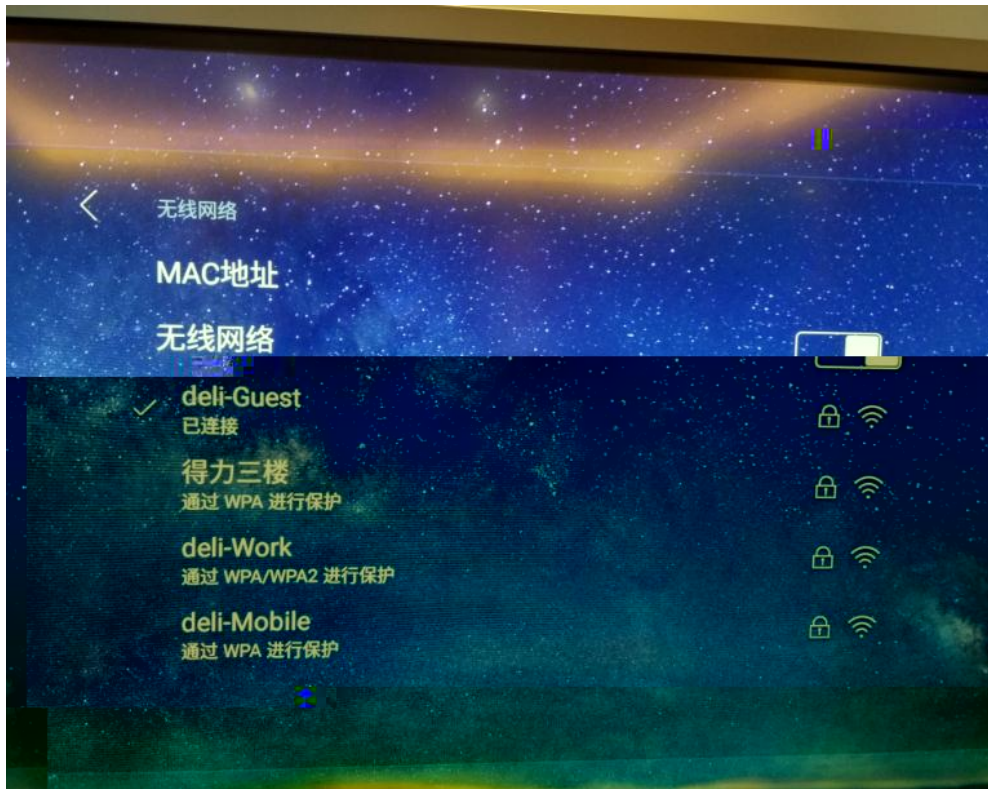 无线网络
MAC地址
无线网络
deli-Guest
已连接
得力三楼
通过 WPA 进行保护
deli-Work
通过 WPA/WPA2 进行保护
deli-Mobile
通过 WPA 进行保护